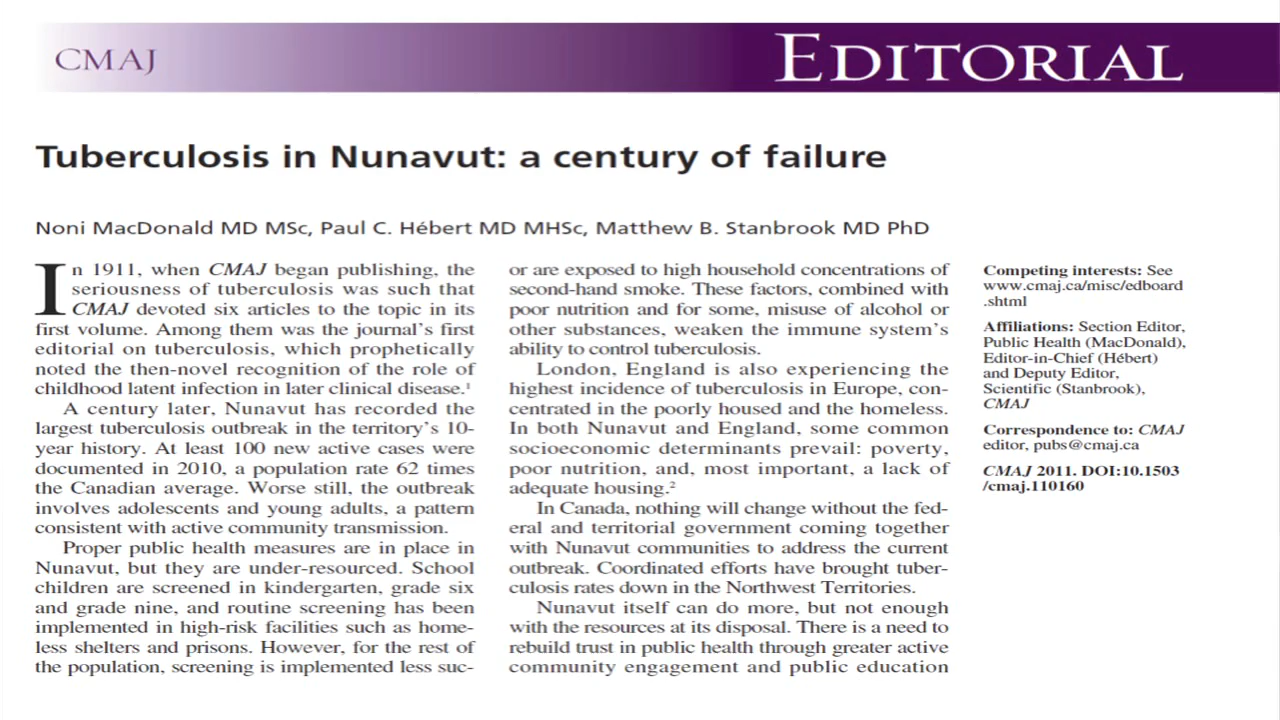 CMAJ
EDITORIAL
Tuberculosis in Nunavut: a century of failure
Noni MacDonald MD MSc, Paul C. Hébert MD MHSc, Matthew B. Stanbrook MD PhD
In 1911, when CMAJ began publishing, the
seriousness of tuberculosis was such that
CMAJ devoted six articles to the topic in its
first volume. Among them was the journal's first
editorial on tuberculosis, which prophetically
noted the then-novel recognition of the role of
childhood latent infection in later clinical disease.¹
A century later, Nunavut has recorded the
largest tuberculosis outbreak in the territory's 10-
year history. At least 100 new active cases were
documented in 2010, a population rate 62 times
the Canadian average. Worse still, the outbreak
involves adolescents and young adults, a pattern
consistent with active community transmission.
Proper public health measures are in place in
Nunavut, but they are under-resourced. School
children are screened in kindergarten, grade six
and grade nine, and routine screening has been
implemented in high-risk facilities such as home-
less shelters and prisons. However, for the rest of
the population, screening is implemented less suc-
or are exposed to high household concentrations of
second-hand smoke. These factors, combined with
poor nutrition and for some, misuse of alcohol or
other substances, weaken the immune system's
ability to control tuberculosis.
London, England is also experiencing the
highest incidence of tuberculosis in Europe, con-
centrated in the poorly housed and the homeless.
In both Nunavut and England, some common
socioeconomic determinants prevail: poverty,
poor nutrition, and, most important, a lack of
adequate housing.²
In Canada, nothing will change without the fed-
eral and territorial government coming together
with Nunavut communities to address the current
outbreak. Coordinated efforts have brought tuber-
culosis rates down in the Northwest Territories.
Nunavut itself can do more, but not enough
with the resources at its disposal. There is a need to
rebuild trust in public health through greater active
community engagement and public education
Competing interests: See
www.cmaj.ca/misc/edboard
.shtml
Affiliations: Section Editor,
Public Health (MacDonald),
Editor-in-Chief (Hébert)
and Deputy Editor,
Scientific (Stanbrook),
CMAJ
Correspondence to: CMAJ
editor, pubs@cmaj.ca
CMAJ 2011. DOI:10.1503
/cmaj.110160